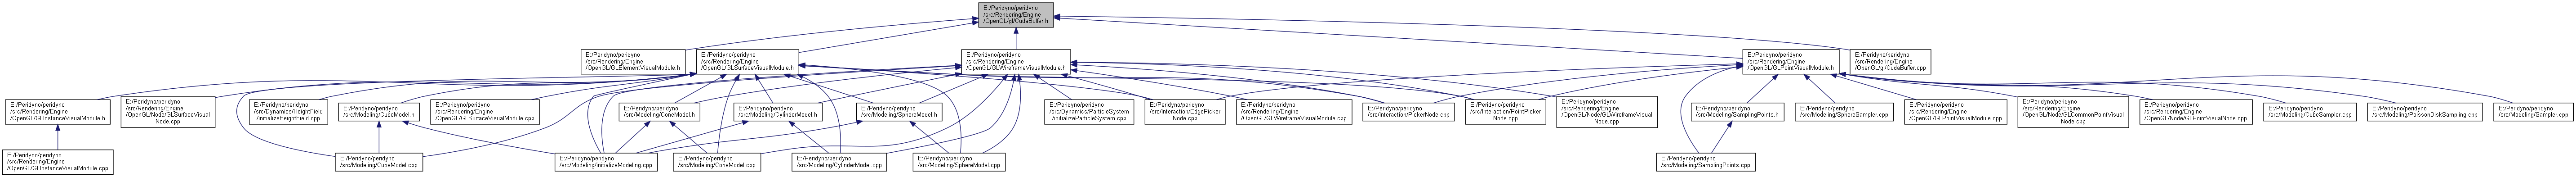 E:/Peridyno/peridyno
/src/Rendering/Engine
/OpenGL/gl/CudaBuffer.h
E:/Peridyno/peridyno
/src/Rendering/Engine
/OpenGL/GLElementVisualModule.h
E:/Peridyno/peridyno
/src/Rendering/Engine
/OpenGL/GLSurfaceVisualModule.h
E:/Peridyno/peridyno
/src/Rendering/Engine
/OpenGL/GLWireframeVisualModule.h
E:/Peridyno/peridyno
/src/Rendering/Engine
/OpenGL/GLPointVisualModule.h
E:/Peridyno/peridyno
/src/Rendering/Engine
/OpenGL/gl/CudaBuffer.cpp
E:/Peridyno/peridyno
/src/Rendering/Engine
/OpenGL/GLInstanceVisualModule.h
E:/Peridyno/peridyno
/src/Rendering/Engine
/OpenGL/Node/GLSurfaceVisual
Node.cpp
E:/Peridyno/peridyno
/src/Dynamics/HeightField
/initializeHeightField.cpp
E:/Peridyno/peridyno
/src/Modeling/CubeModel.h
E:/Peridyno/peridyno
/src/Rendering/Engine
/OpenGL/GLSurfaceVisualModule.cpp
E:/Peridyno/peridyno
/src/Modeling/ConeModel.h
E:/Peridyno/peridyno
/src/Modeling/CylinderModel.h
E:/Peridyno/peridyno
/src/Modeling/SphereModel.h
E:/Peridyno/peridyno
/src/Dynamics/ParticleSystem
/initializeParticleSystem.cpp
E:/Peridyno/peridyno
/src/Interaction/EdgePicker
Node.cpp
E:/Peridyno/peridyno
/src/Rendering/Engine
/OpenGL/GLWireframeVisualModule.cpp
E:/Peridyno/peridyno
/src/Interaction/PickerNode.cpp
E:/Peridyno/peridyno
/src/Interaction/PointPicker
Node.cpp
E:/Peridyno/peridyno
/src/Rendering/Engine
/OpenGL/Node/GLWireframeVisual
Node.cpp
E:/Peridyno/peridyno
/src/Modeling/SamplingPoints.h
E:/Peridyno/peridyno
/src/Modeling/SphereSampler.cpp
E:/Peridyno/peridyno
/src/Rendering/Engine
/OpenGL/GLPointVisualModule.cpp
E:/Peridyno/peridyno
/src/Rendering/Engine
/OpenGL/Node/GLCommonPointVisual
Node.cpp
E:/Peridyno/peridyno
/src/Rendering/Engine
/OpenGL/Node/GLPointVisualNode.cpp
E:/Peridyno/peridyno
/src/Modeling/CubeSampler.cpp
E:/Peridyno/peridyno
/src/Modeling/PoissonDiskSampling.cpp
E:/Peridyno/peridyno
/src/Modeling/Sampler.cpp
E:/Peridyno/peridyno
/src/Rendering/Engine
/OpenGL/GLInstanceVisualModule.cpp
E:/Peridyno/peridyno
/src/Modeling/CubeModel.cpp
E:/Peridyno/peridyno
/src/Modeling/initializeModeling.cpp
E:/Peridyno/peridyno
/src/Modeling/ConeModel.cpp
E:/Peridyno/peridyno
/src/Modeling/CylinderModel.cpp
E:/Peridyno/peridyno
/src/Modeling/SphereModel.cpp
E:/Peridyno/peridyno
/src/Modeling/SamplingPoints.cpp